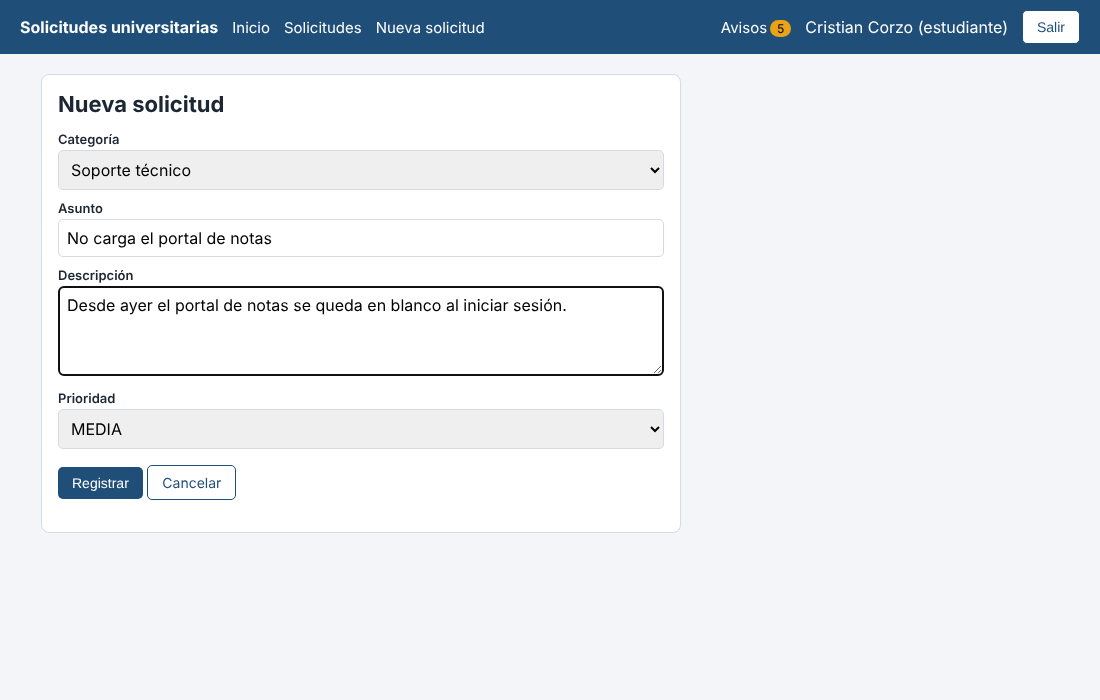 Solicitudes universitarias Inicio Solicitudes Nueva solicitud Avisos 5 Cristian Corzo (estudiante) Salir
Nueva solicitud
Categoría
Soporte técnico
Asunto
No carga el portal de notas
Descripción
Desde ayer el portal de notas se queda en blanco al iniciar sesión.
Prioridad
MEDIA
Registrar Cancelar